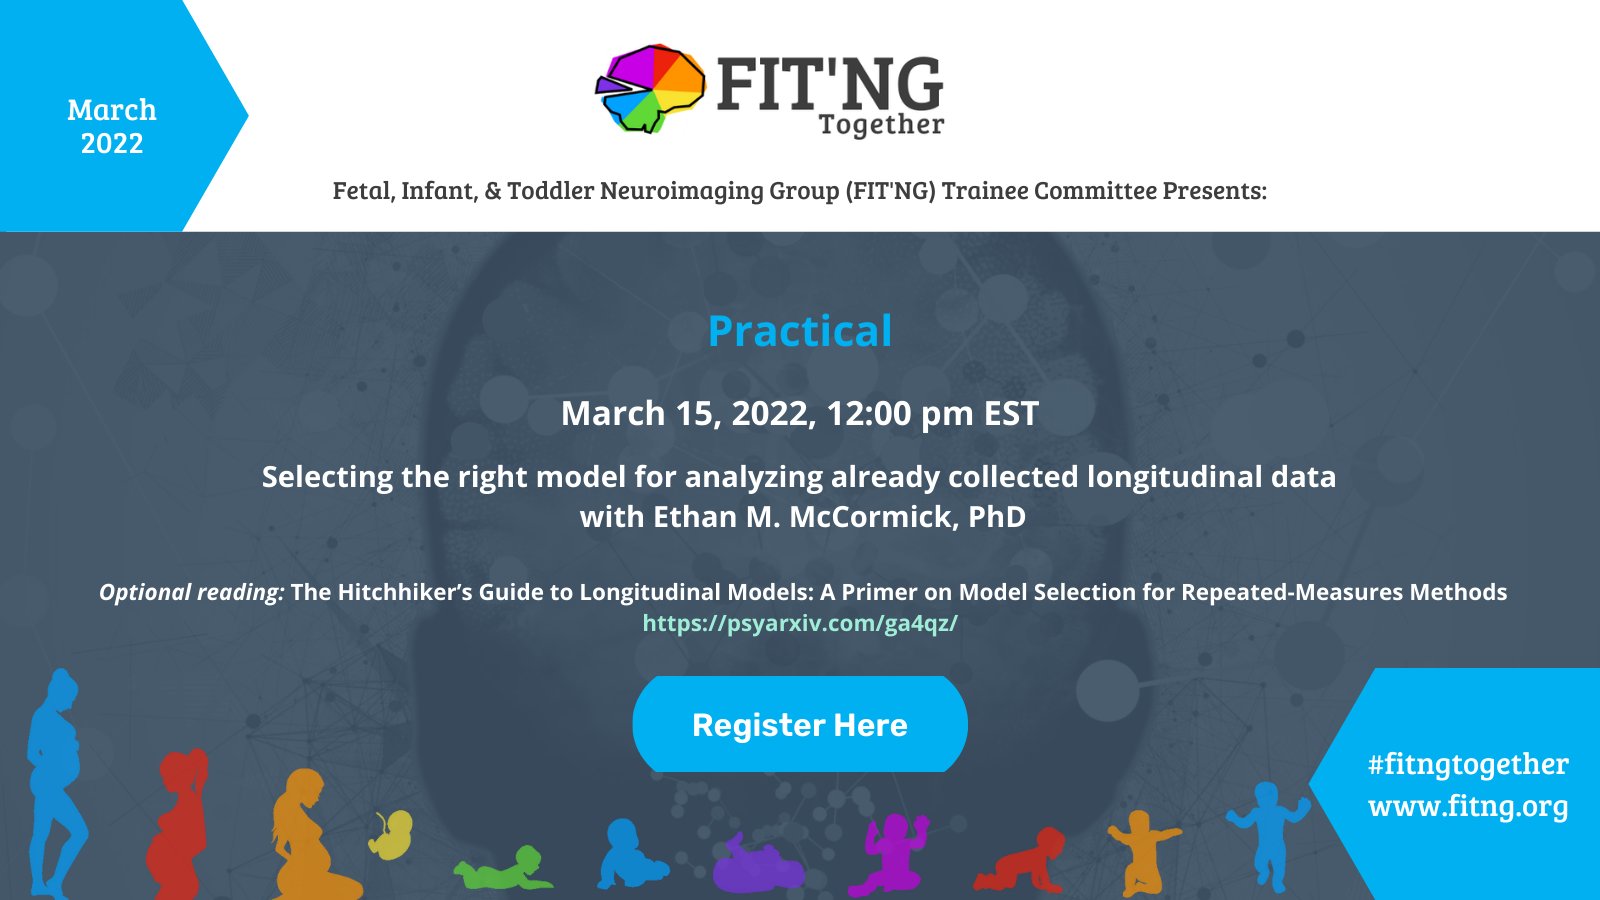 March
2022
FIT'NG
Together
Fetal, Infant, & Toddler Neuroimaging Group (FIT'NG) Trainee Committee Presents:
Practical
March 15, 2022, 12:00 pm EST
Selecting the right model for analyzing already collected longitudinal data
with Ethan M. McCormick, PhD
Optional reading: The Hitchhiker’s Guide to Longitudinal Models: A Primer on Model Selection for Repeated-Measures Methods
https://psyarxiv.com/ga4qz/
Register Here
#fitngtogether
www.fitng.org